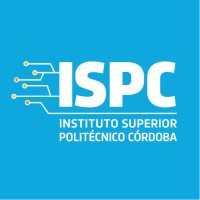 ISPC
INSTITUTO SUPERIOR
POLITÉCNICO CÓRDOBA